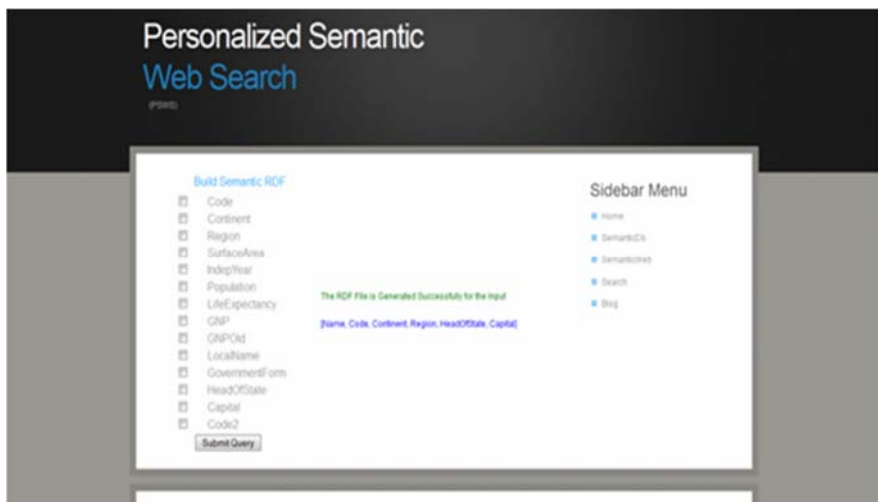 Personalized Semantic
Web Search
(PSWS)
Build Semantic RDF
Code
Continent
Region
SurfaceArea
IndepYear
Population
LifeExpectancy
GNP
GNPOld
LocalName
GovernmentForm
HeadOfState
Capital
Code2
Submit Query
The RDF File is Generated Successfully for the Input
[Name, Code, Continent, Region, HeadOfState, Capital]
Sidebar Menu
Home
SemanticDb
SemanticWeb
Search
Blog